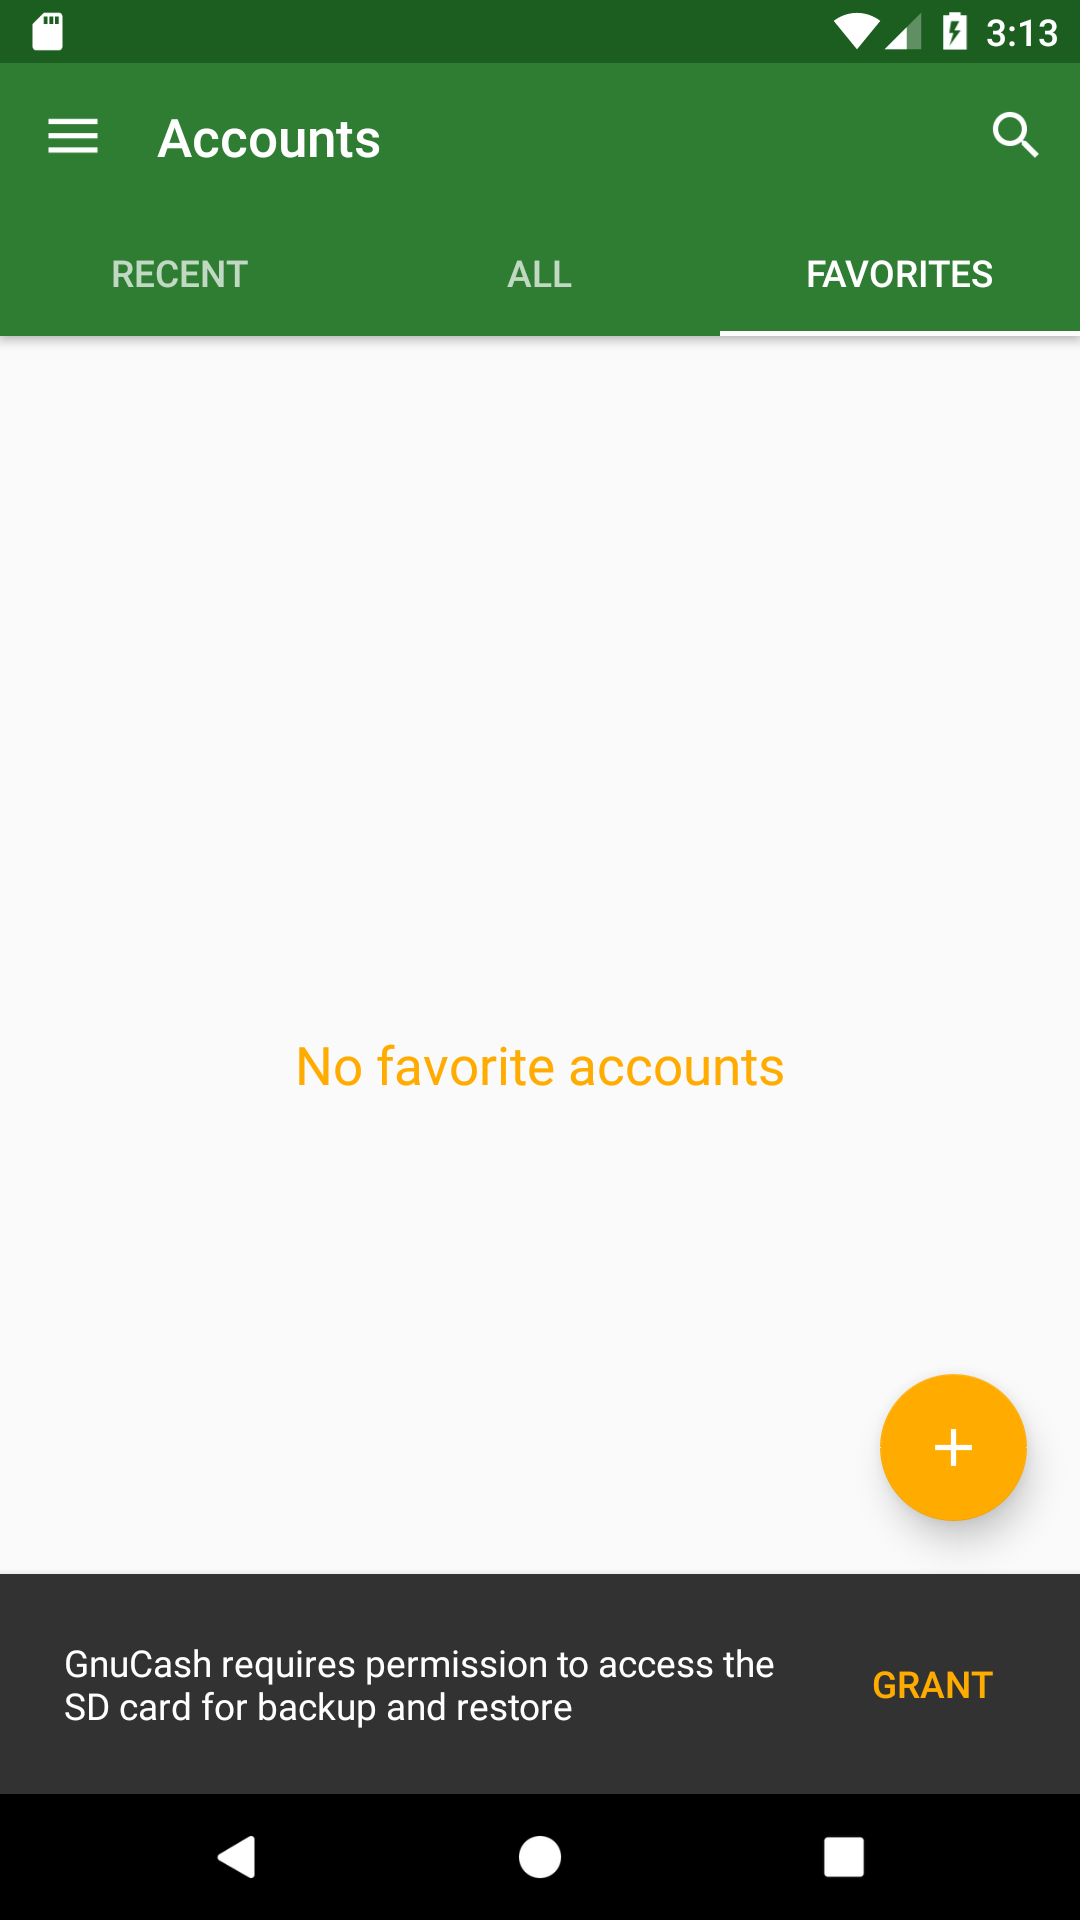 3:13
Accounts
RECENT
ALL
FAVORITES
No favorite accounts
GnuCash requires permission to access the
SD card for backup and restore
GRANT